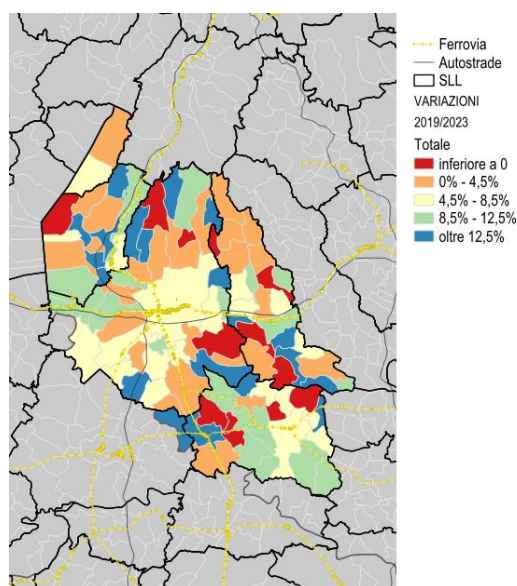 Ferrovia
Autostrade
SLL
VARIAZIONI
2019/2023
Totale
inferiore a 0
0% - 4,5%
4,5% - 8,5%
8,5% - 12,5%
oltre 12,5%